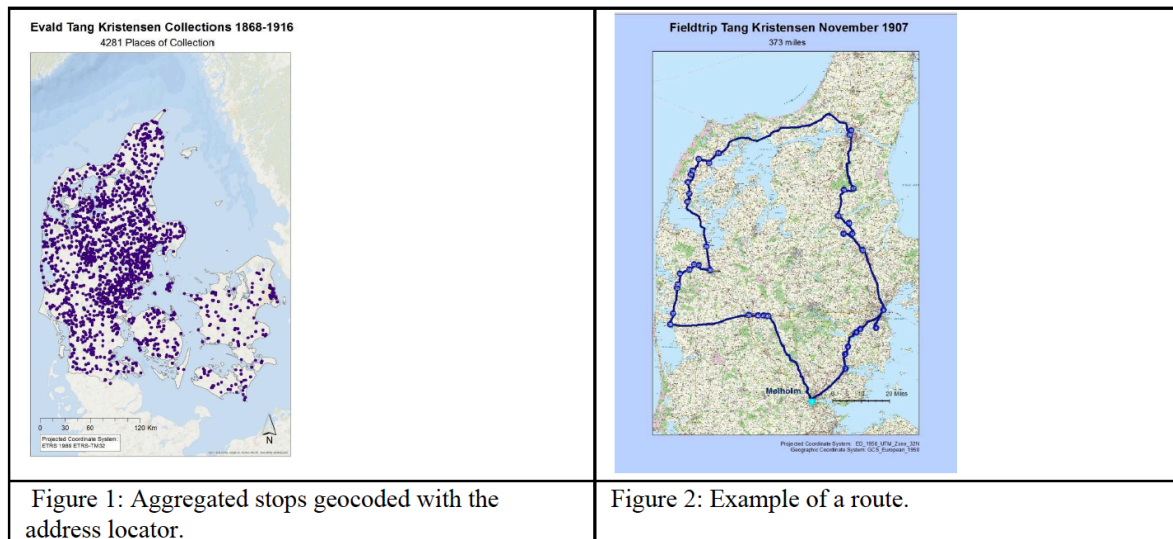 Evald Tang Kristensen Collections 1868-1916
4281 Places of Collection
0 30 60 120 Km
N
Projected Coordinate System:
ETRS 1989 ETRS-TM32
Fieldtrip Tang Kristensen November 1907
373 miles
Mølholm
0 10 20 Miles
Projected Coordinate System: ED_1950_UTM_Zone_32N
Geographic Coordinate System: GCS_European_1950
Figure 1: Aggregated stops geocoded with the
address locator.
Figure 2: Example of a route.